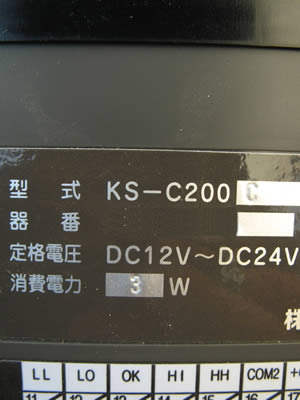 型式 KS-C200 C
器番
定格電圧 DC12V～DC24V
消費電力 3 W
株
LL LO OK HI HH COM2